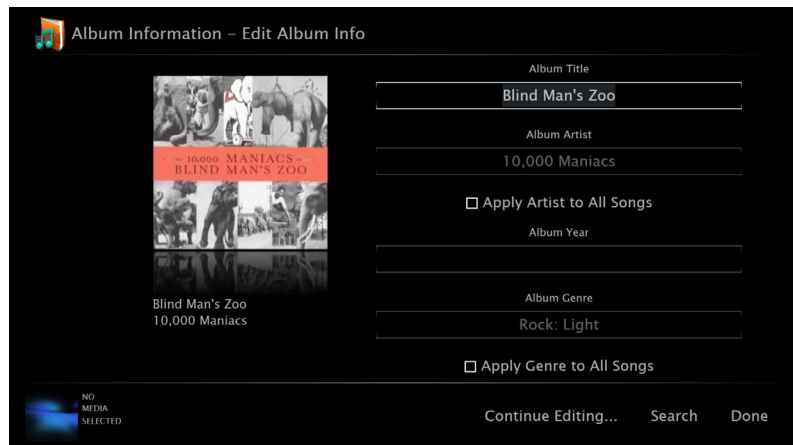 Album Information – Edit Album Info
Album Title
Blind Man's Zoo
Album Artist
10,000 Maniacs
Apply Artist to All Songs
Album Year
Album Genre
Rock: Light
Apply Genre to All Songs
10,000 MANIACS
BLIND MAN'S ZOO
Blind Man's Zoo
10,000 Maniacs
NO
MEDIA
SELECTED
Continue Editing... Search Done